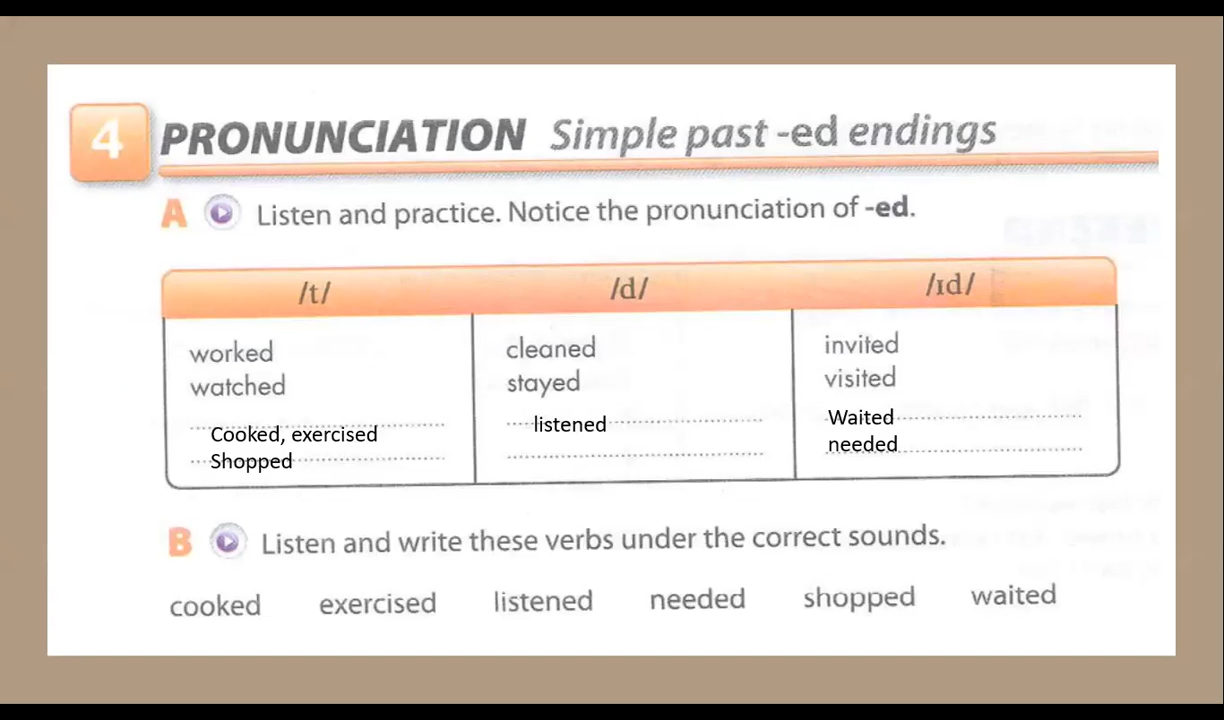 4 PRONUNCIATION Simple past -ed endings
A Listen and practice. Notice the pronunciation of -ed.
/t/ /d/ /ɪd/
worked cleaned invited
watched stayed visited
Cooked, exercised listened Waited
Shopped needed
B Listen and write these verbs under the correct sounds.
cooked exercised listened needed shopped waited